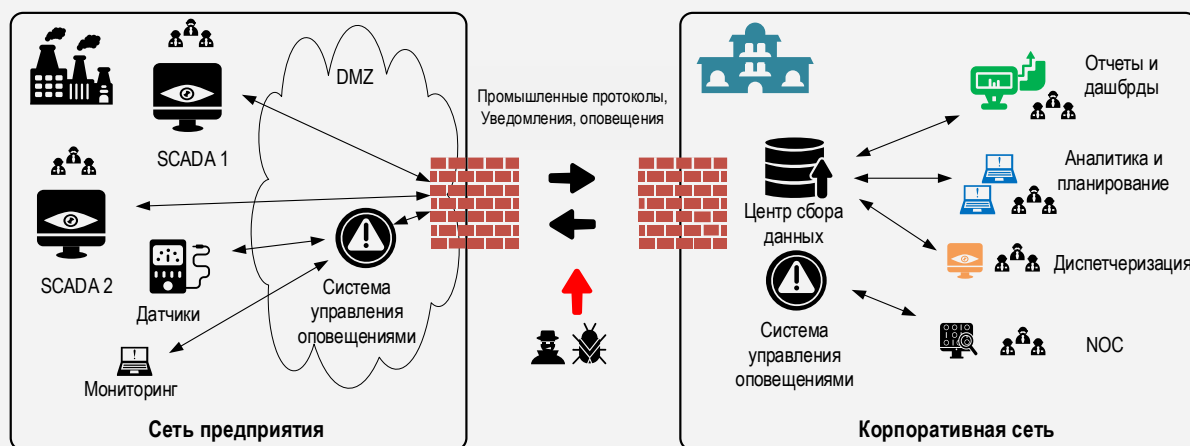 DMZ
SCADA 1
SCADA 2
Датчики
Мониторинг
Система
управления
оповещениями
Сеть предприятия
Промышленные протоколы,
Уведомления, оповещения
Центр сбора
данных
Система
управления
оповещениями
Отчеты и
дашбрды
Аналитика и
планирование
Диспетчеризация
NOC
Корпоративная сеть